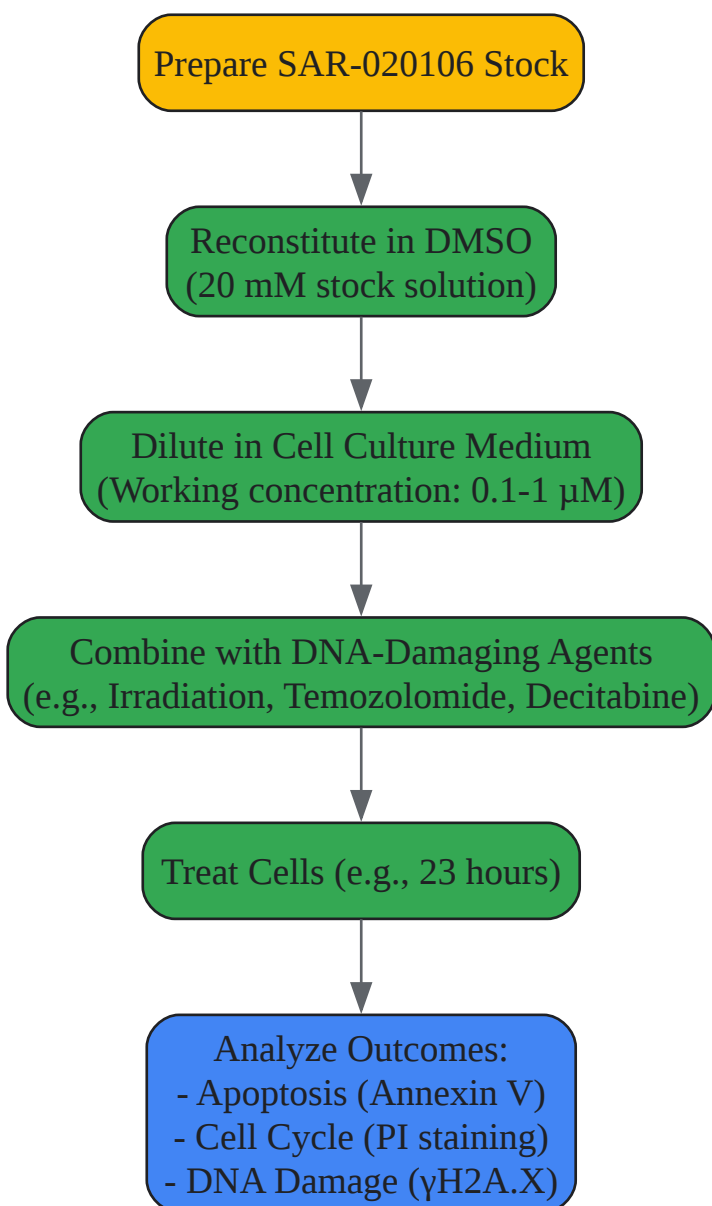 Prepare SAR-020106 Stock
Reconstitute in DMSO
(20 mM stock solution)
Dilute in Cell Culture Medium
(Working concentration: 0.1-1 µM)
Combine with DNA-Damaging Agents
(e.g., Irradiation, Temozolomide, Decitabine)
Treat Cells (e.g., 23 hours)
Analyze Outcomes:
- Apoptosis (Annexin V)
- Cell Cycle (PI staining)
- DNA Damage (γH2A.X)